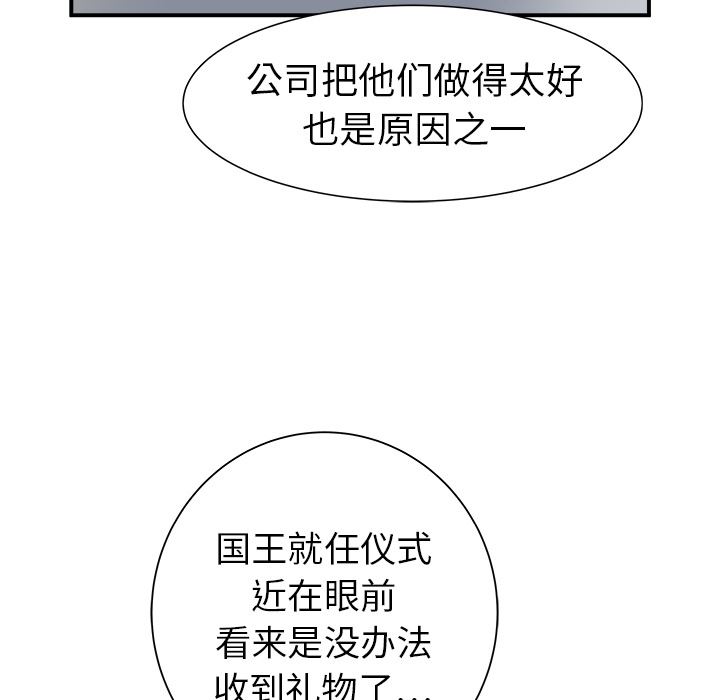 公司把他们做得太好
也是原因之一
国王就任仪式
近在眼前
看来是没办法
收到礼物了...